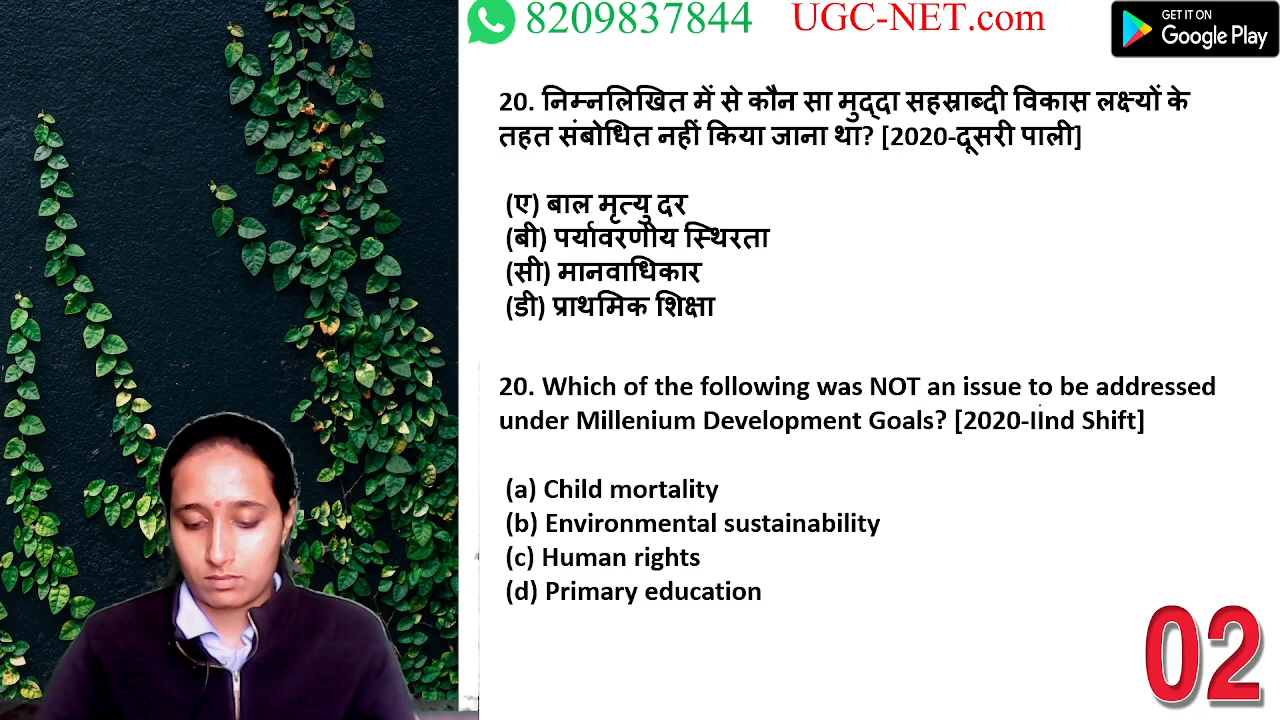 8209837844 UGC-NET.com
GET IT ON
Google Play
20. निम्नलिखित में से कौन सा मुद्दा सहस्राब्दी विकास लक्ष्यों के
तहत संबोधित नहीं किया जाना था? [2020-दूसरी पाली]
(ए) बाल मृत्यु दर
(बी) पर्यावरणीय स्थिरता
(सी) मानवाधिकार
(डी) प्राथमिक शिक्षा
20. Which of the following was NOT an issue to be addressed
under Millenium Development Goals? [2020-IInd Shift]
(a) Child mortality
(b) Environmental sustainability
(c) Human rights
(d) Primary education
02